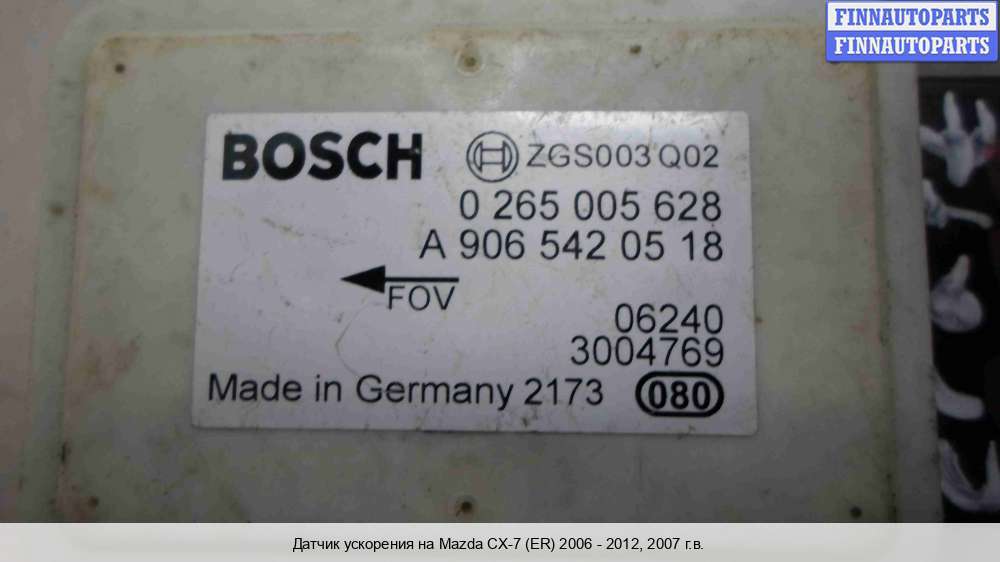 FINNAUTOPARTS
FINNAUTOPARTS
BOSCH ZGS003 Q02
0 265 005 628
A 906 542 05 18
FOV
06240
3004769
Made in Germany 2173 080
Датчик ускорения на Mazda CX-7 (ER) 2006 - 2012, 2007 г.в.